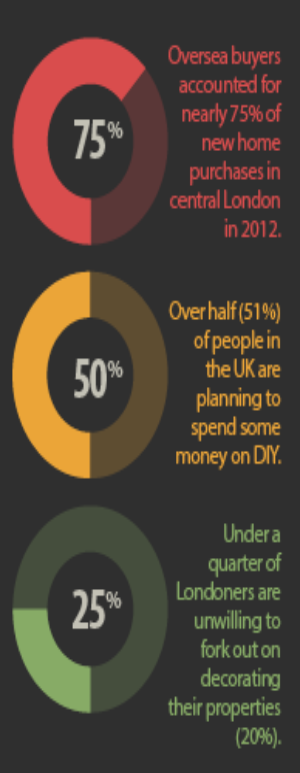 75%
Oversea buyers
accounted for
nearly 75% of
new home
purchases in
central London
in 2012.
50%
Over half (51%)
of people in
the UK are
planning to
spend some
money on DIY.
25%
Under a
quarter of
Londoners are
unwilling to
fork out on
decorating
their properties
(20%).